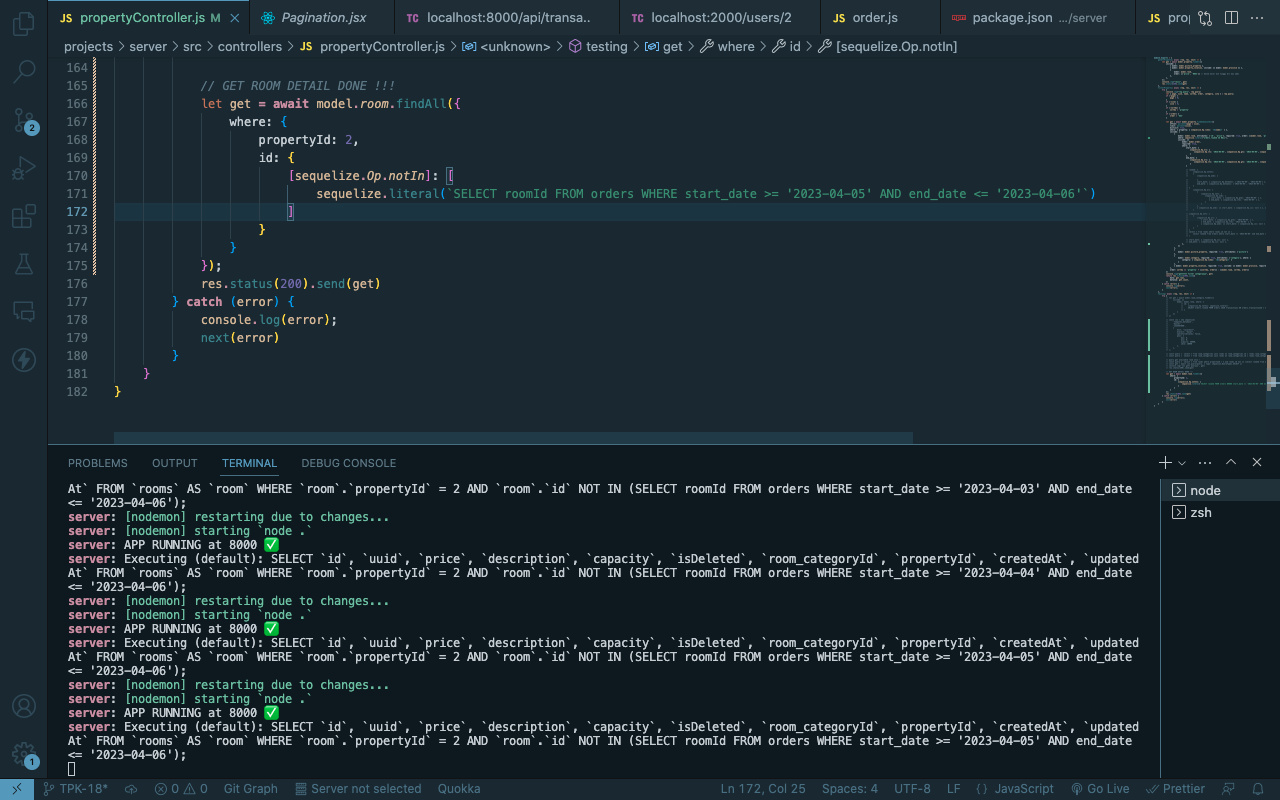 propertyController.js M
Pagination.jsx
TC localhost:8000/api/transa..
TC localhost:2000/users/2
JS order.js
package.json .../server
JS pro
projects > server > src > controllers > JS propertyController.js > <unknown> > testing > get > where > id > [sequelize.Op.notIn]
164
165 // GET ROOM DETAIL DONE !!!
166 let get = await model.room.findAll({
167 where: {
168 propertyId: 2,
169 id: {
170 [sequelize.Op.notIn]: [
171 sequelize.literal(`SELECT roomId FROM orders WHERE start_date >= '2023-04-05' AND end_date <= '2023-04-06'`)
172 ]
173 }
174 }
175 });
176 res.status(200).send(get)
177 } catch (error) {
178 console.log(error);
179 next(error)
180 }
181 }
182 }
2
PROBLEMS OUTPUT TERMINAL DEBUG CONSOLE
node
zsh
At` FROM `rooms` AS `room` WHERE `room`.`propertyId` = 2 AND `room`.`id` NOT IN (SELECT roomId FROM orders WHERE start_date >= '2023-04-03' AND end_date
<= '2023-04-06');
server: [nodemon] restarting due to changes...
server: [nodemon] starting `node .`
server: APP RUNNING at 8000 ✅
server: Executing (default): SELECT `id`, `uuid`, `price`, `description`, `capacity`, `isDeleted`, `room_categoryId`, `propertyId`, `createdAt`, `updated
At` FROM `rooms` AS `room` WHERE `room`.`propertyId` = 2 AND `room`.`id` NOT IN (SELECT roomId FROM orders WHERE start_date >= '2023-04-04' AND end_date
<= '2023-04-06');
server: [nodemon] restarting due to changes...
server: [nodemon] starting `node .`
server: APP RUNNING at 8000 ✅
server: Executing (default): SELECT `id`, `uuid`, `price`, `description`, `capacity`, `isDeleted`, `room_categoryId`, `propertyId`, `createdAt`, `updated
At` FROM `rooms` AS `room` WHERE `room`.`propertyId` = 2 AND `room`.`id` NOT IN (SELECT roomId FROM orders WHERE start_date >= '2023-04-05' AND end_date
<= '2023-04-06');
server: [nodemon] restarting due to changes...
server: [nodemon] starting `node .`
server: APP RUNNING at 8000 ✅
server: Executing (default): SELECT `id`, `uuid`, `price`, `description`, `capacity`, `isDeleted`, `room_categoryId`, `propertyId`, `createdAt`, `updated
At` FROM `rooms` AS `room` WHERE `room`.`propertyId` = 2 AND `room`.`id` NOT IN (SELECT roomId FROM orders WHERE start_date >= '2023-04-05' AND end_date
<= '2023-04-06');
1
TPK-18* 0 0 Git Graph Server not selected Quokka Ln 172, Col 25 Spaces: 4 UTF-8 LF { } JavaScript Go Live Prettier